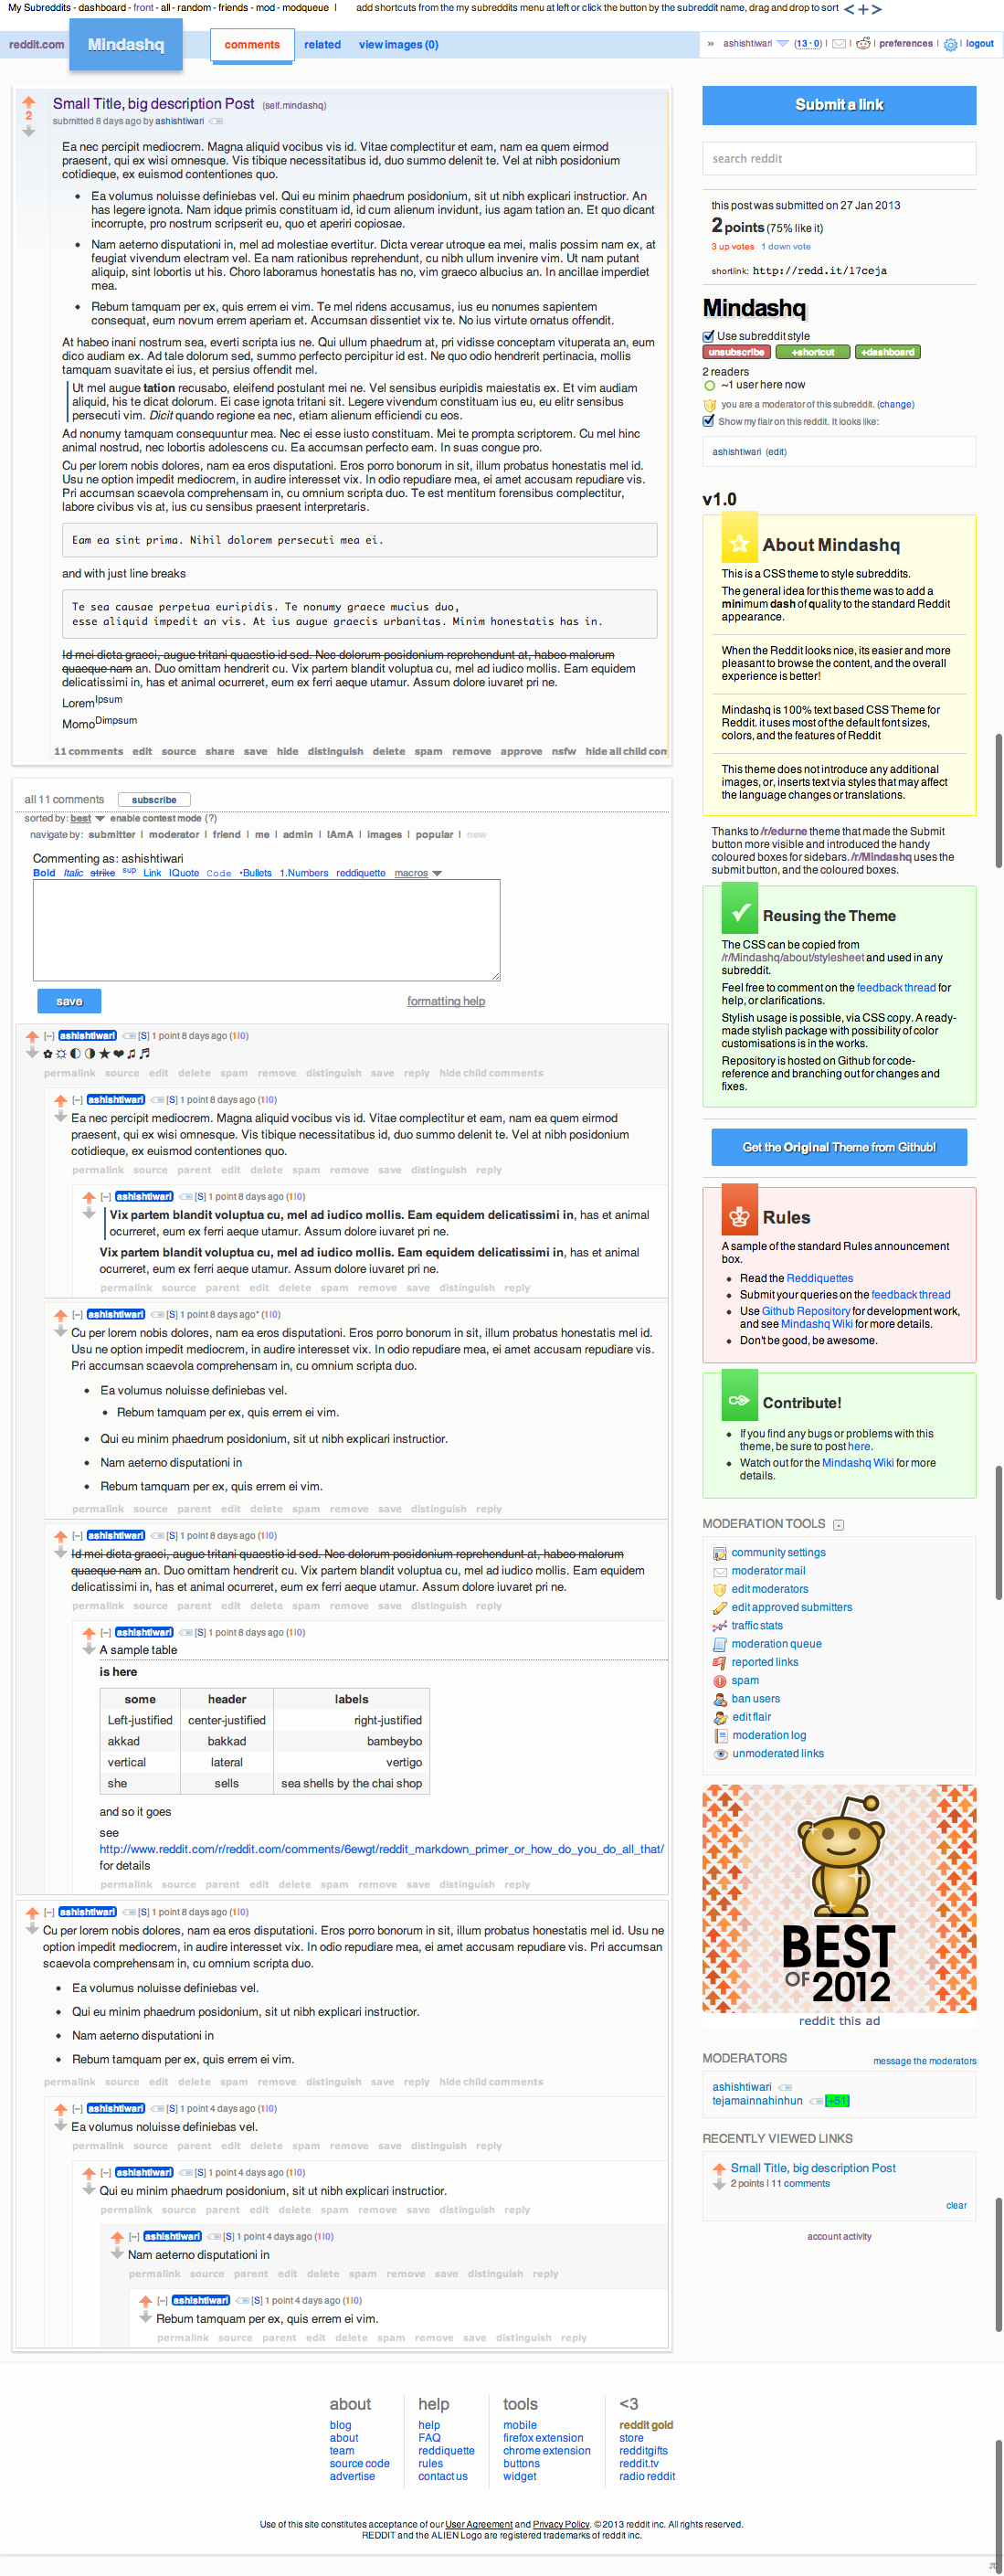 My Subreddits - dashboard - front - all - random - friends - mod - modqueue | add shortcuts from the my subreddits menu at left or click the button by the subreddit name, drag and drop to sort < + >
reddit.com Mindashq comments related view images (0)
» ashishtiwari (13 · 0) | | | preferences | | logout
2
Small Title, big description Post (self.mindashq)
submitted 8 days ago by ashishtiwari
Ea nec percipit mediocrem. Magna aliquid vocibus vis id. Vitae complectitur et eam, nam ea quem eirmod
praesent, qui ex wisi omnesque. Vis tibique necessitatibus id, duo summo delenit te. Vel at nibh posidonium
cotidieque, ex euismod contentiones quo.
• Ea volumus noluisse definiebas vel. Qui eu minim phaedrum posidonium, sit ut nibh explicari instructior. An
has legere ignota. Nam idque primis constituam id, id cum alienum invidunt, ius agam tation an. Et quo dicant
incorrupte, pro nostrum scripserit eu, quo et aperiri copiosae.
• Nam aeterno disputationi in, mel ad molestiae evertitur. Dicta verear utroque ea mei, malis possim nam ex, at
feugiat vivendum electram vel. Ea nam rationibus reprehendunt, cu nibh ullum invenire vim. Ut nam putant
aliquip, sint lobortis ut his. Choro laboramus honestatis has no, vim graeco albucius an. In ancillae imperdiet
mea.
• Rebum tamquam per ex, quis errem ei vim. Te mel ridens accusamus, ius eu nonumes sapientem
consequat, eum novum errem aperiam et. Accumsan dissentiet vix te. No ius virtute ornatus offendit.
At habeo inani nostrum sea, everti scripta ius ne. Qui ullum phaedrum at, pri vidisse conceptam vituperata an, eum
dico audiam ex. Ad tale dolorum sed, summo perfecto percipitur id est. Ne quo odio hendrerit pertinacia, mollis
tamquam suavitate ei ius, et persius offendit mel.
Ut mel augue tation recusabo, eleifend postulant mei ne. Vel sensibus euripidis maiestatis ex. Et vim audiam
aliquid, his te dicat dolorum. Ei case ignota tritani sit. Legere vivendum constituam ius eu, eu elitr sensibus
persecuti vim. Dicit quando regione ea nec, etiam alienum efficiendi cu eos.
Ad nonumy tamquam consequuntur mea. Nec ei esse iusto constituam. Mei te prompta scriptorem. Cu mel hinc
animal nostrud, nec lobortis adolescens cu. Ea accumsan perfecto eam. In suas congue pro.
Cu per lorem nobis dolores, nam ea eros disputationi. Eros porro bonorum in sit, illum probatus honestatis mel id.
Usu ne option impedit mediocrem, in audire interesset vix. In odio repudiare mea, ei amet accusam repudiare vis.
Pri accumsan scaevola comprehensam in, cu omnium scripta duo. Te est mentitum forensibus complectitur,
labore civibus vis at, ius cu sensibus praesent interpretaris.
Eam ea sint prima. Nihil dolorem persecuti mea ei.
and with just line breaks
Te sea causae perpetua euripidis. Te nonumy graece mucius duo,
esse aliquid impedit an vis. At ius augue graecis urbanitas. Minim honestatis has in.
Id mei dicta graeci, augue tritani quaestio id sed. Nec dolorum posidonium reprehendunt at, habeo malorum
quaeque nam an. Duo omittam hendrerit cu. Vix partem blandit voluptua cu, mel ad iudico mollis. Eam equidem
delicatissimi in, has et animal ocurreret, eum ex ferri aeque utamur. Assum dolore iuvaret pri ne.
Lorem Ipsum
Momo Dimpsum
11 comments edit source share save hide distinguish delete spam remove approve nsfw hide all child com
all 11 comments subscribe
sorted by: best enable contest mode (?)
navigate by: submitter | moderator | friend | me | admin | IAmA | images | popular | new
Commenting as: ashishtiwari
Bold Italic strike sup Link |Quote Code •Bullets 1.Numbers reddiquette macros
save formatting help
[–] ashishtiwari [S] 1 point 8 days ago (1|0)
✿ ☼ ◐ ◑ ★ ❤ ♫ ♬
permalink source edit delete spam remove distinguish save reply hide child comments
[–] ashishtiwari [S] 1 point 8 days ago (1|0)
Ea nec percipit mediocrem. Magna aliquid vocibus vis id. Vitae complectitur et eam, nam ea quem eirmod
praesent, qui ex wisi omnesque. Vis tibique necessitatibus id, duo summo delenit te. Vel at nibh posidonium
cotidieque, ex euismod contentiones quo.
permalink source parent edit delete spam remove save distinguish reply
[–] ashishtiwari [S] 1 point 8 days ago (1|0)
Vix partem blandit voluptua cu, mel ad iudico mollis. Eam equidem delicatissimi in, has et animal
ocurreret, eum ex ferri aeque utamur. Assum dolore iuvaret pri ne.
Vix partem blandit voluptua cu, mel ad iudico mollis. Eam equidem delicatissimi in, has et animal
ocurreret, eum ex ferri aeque utamur. Assum dolore iuvaret pri ne.
permalink source parent edit delete spam remove save distinguish reply
[–] ashishtiwari [S] 1 point 8 days ago* (1|0)
Cu per lorem nobis dolores, nam ea eros disputationi. Eros porro bonorum in sit, illum probatus honestatis mel id.
Usu ne option impedit mediocrem, in audire interesset vix. In odio repudiare mea, ei amet accusam repudiare vis.
Pri accumsan scaevola comprehensam in, cu omnium scripta duo.
• Ea volumus noluisse definiebas vel.
• Rebum tamquam per ex, quis errem ei vim.
• Qui eu minim phaedrum posidonium, sit ut nibh explicari instructior.
• Nam aeterno disputationi in
• Rebum tamquam per ex, quis errem ei vim.
permalink source parent edit delete spam remove save distinguish reply
[–] ashishtiwari [S] 1 point 8 days ago (1|0)
Id mei dicta graeci, augue tritani quaestio id sed. Nec dolorum posidonium reprehendunt at, habeo malorum
quaeque nam an. Duo omittam hendrerit cu. Vix partem blandit voluptua cu, mel ad iudico mollis. Eam equidem
delicatissimi in, has et animal ocurreret, eum ex ferri aeque utamur. Assum dolore iuvaret pri ne.
permalink source parent edit delete spam remove save distinguish reply
[–] ashishtiwari [S] 1 point 8 days ago (1|0)
A sample table
is here
some header labels
Left-justified center-justified right-justified
akkad bakkad bambeybo
vertical lateral vertigo
she sells sea shells by the chai shop
and so it goes
see
http://www.reddit.com/r/reddit.com/comments/6ewgt/reddit_markdown_primer_or_how_do_you_do_all_that/
for details
permalink source parent edit delete spam remove save distinguish reply
[–] ashishtiwari [S] 1 point 8 days ago (1|0)
Cu per lorem nobis dolores, nam ea eros disputationi. Eros porro bonorum in sit, illum probatus honestatis mel id. Usu ne
option impedit mediocrem, in audire interesset vix. In odio repudiare mea, ei amet accusam repudiare vis. Pri accumsan
scaevola comprehensam in, cu omnium scripta duo.
• Ea volumus noluisse definiebas vel.
• Qui eu minim phaedrum posidonium, sit ut nibh explicari instructior.
• Nam aeterno disputationi in
• Rebum tamquam per ex, quis errem ei vim.
permalink source edit delete spam remove distinguish save reply hide child comments
[–] ashishtiwari [S] 1 point 4 days ago (1|0)
Ea volumus noluisse definiebas vel.
permalink source parent edit delete spam remove save distinguish reply
[–] ashishtiwari [S] 1 point 4 days ago (1|0)
Qui eu minim phaedrum posidonium, sit ut nibh explicari instructior.
permalink source parent edit delete spam remove save distinguish reply
[–] ashishtiwari [S] 1 point 4 days ago (1|0)
Nam aeterno disputationi in
permalink source parent edit delete spam remove save distinguish reply
[–] ashishtiwari [S] 1 point 4 days ago (1|0)
Rebum tamquam per ex, quis errem ei vim.
permalink source parent edit delete spam remove save distinguish reply
Submit a link
search reddit
this post was submitted on 27 Jan 2013
2 points (75% like it)
3 up votes 1 down vote
shortlink: http://redd.it/17ceja
Mindashq
Use subreddit style
unsubscribe +shortcut +dashboard
2 readers
~1 user here now
you are a moderator of this subreddit. (change)
Show my flair on this reddit. It looks like:
ashishtiwari (edit)
v1.0
About Mindashq
This is a CSS theme to style subreddits.
The general idea for this theme was to add a
minimum dash of quality to the standard Reddit
appearance.
When the Reddit looks nice, its easier and more
pleasant to browse the content, and the overall
experience is better!
Mindashq is 100% text based CSS Theme for
Reddit. it uses most of the default font sizes,
colors, and the features of Reddit
This theme does not introduce any additional
images, or, inserts text via styles that may affect
the language changes or translations.
Thanks to /r/edurne theme that made the Submit
button more visible and introduced the handy
coloured boxes for sidebars. /r/Mindashq uses the
submit button, and the coloured boxes.
Reusing the Theme
The CSS can be copied from
/r/Mindashq/about/stylesheet and used in any
subreddit.
Feel free to comment on the feedback thread for
help, or clarifications.
Stylish usage is possible, via CSS copy. A ready-
made stylish package with possibility of color
customisations is in the works.
Repository is hosted on Github for code-
reference and branching out for changes and
fixes.
Get the Original Theme from Github!
Rules
A sample of the standard Rules announcement
box.
• Read the Reddiquettes
• Submit your queries on the feedback thread
• Use Github Repository for development work,
and see Mindashq Wiki for more details.
• Don't be good, be awesome.
Contribute!
• If you find any bugs or problems with this
theme, be sure to post here.
• Watch out for the Mindashq Wiki for more
details.
MODERATION TOOLS -
community settings
moderator mail
edit moderators
edit approved submitters
traffic stats
moderation queue
reported links
spam
ban users
edit flair
moderation log
unmoderated links
BEST
OF 2012
reddit this ad
MODERATORS message the moderators
ashishtiwari
tejamainnahinhun [+51]
RECENTLY VIEWED LINKS
Small Title, big description Post
2 points | 11 comments
clear
account activity
about help tools <3
blog help mobile reddit gold
about FAQ firefox extension store
team reddiquette chrome extension redditgifts
source code rules buttons reddit.tv
advertise contact us widget radio reddit
Use of this site constitutes acceptance of our User Agreement and Privacy Policy. © 2013 reddit inc. All rights reserved.
REDDIT and the ALIEN Logo are registered trademarks of reddit inc.
π